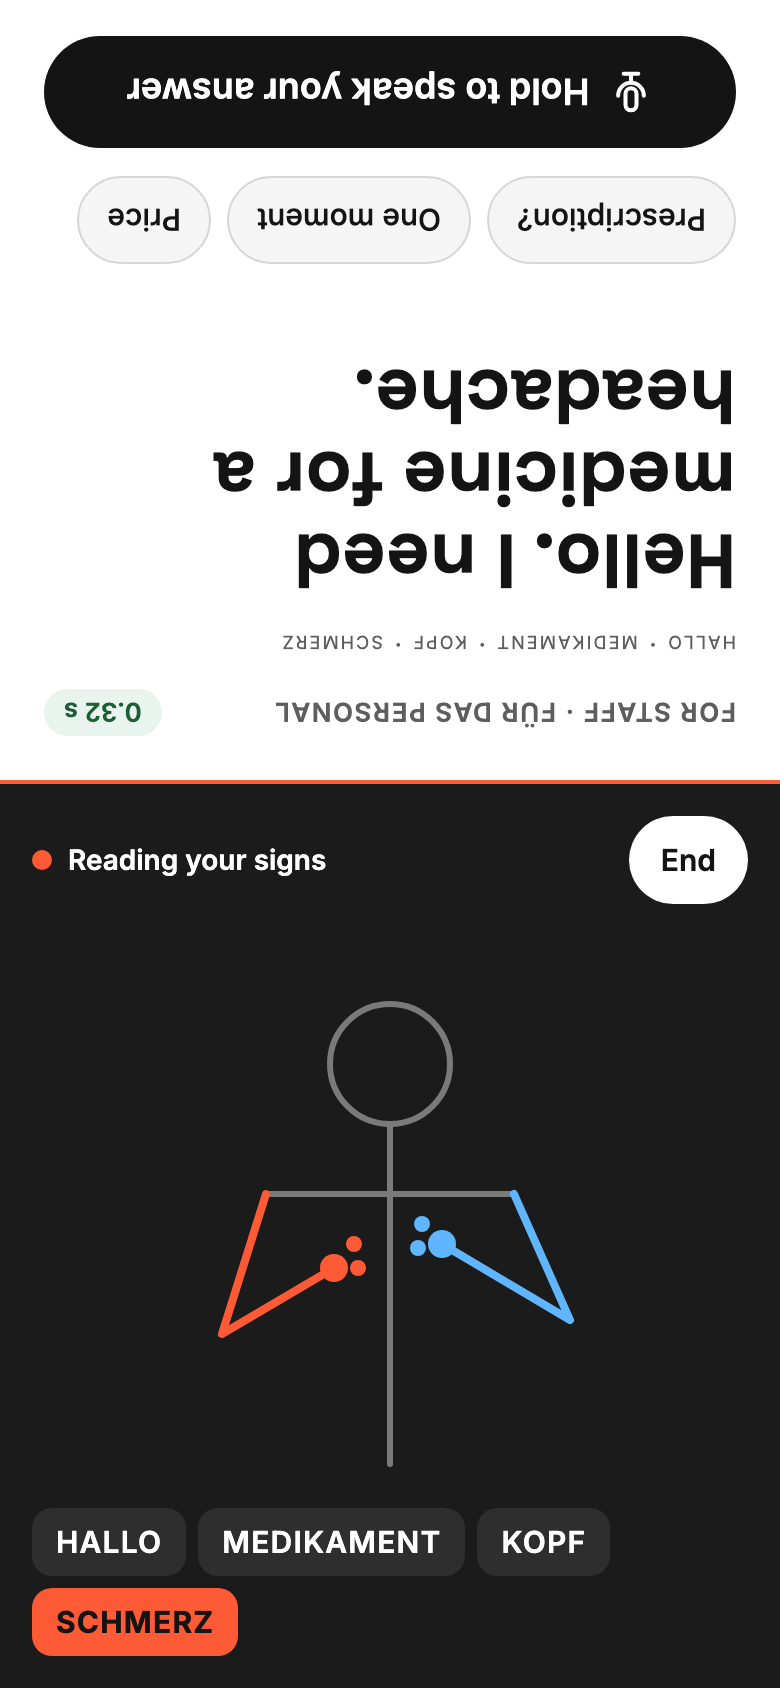 FOR STAFF · FÜR DAS PERSONAL
0.32 s
HALLO · MEDIKAMENT · KOPF · SCHMERZ
Hello. I need
medicine for a
headache.
Prescription?
One moment
Price
Hold to speak your answer
Reading your signs
End
HALLO
MEDIKAMENT
KOPF
SCHMERZ